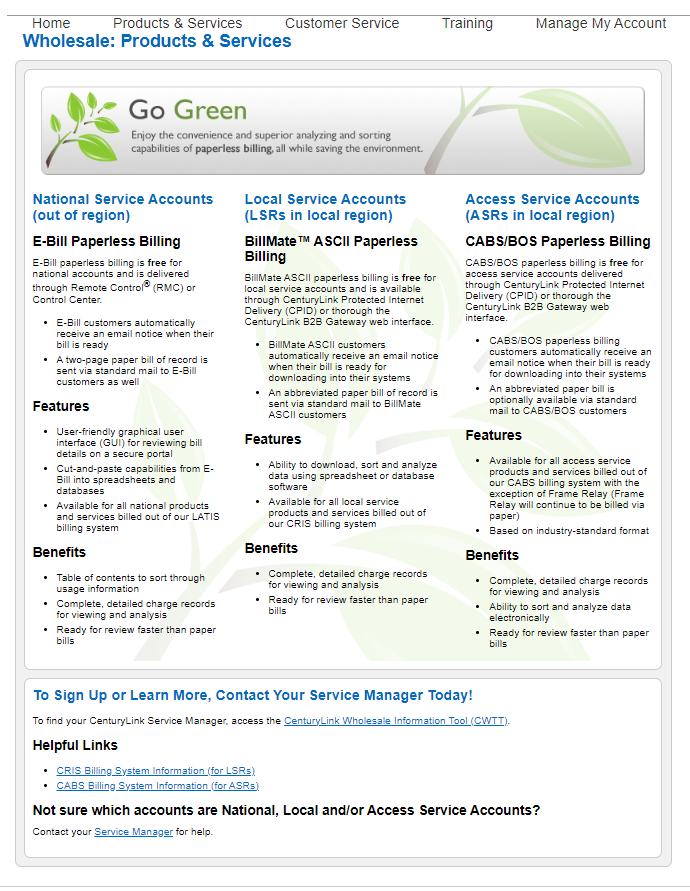 Home Products & Services Customer Service Training Manage My Account
Wholesale: Products & Services
Go Green
Enjoy the convenience and superior analyzing and sorting
capabilities of paperless billing, all while saving the environment.
National Service Accounts
(out of region)
E-Bill Paperless Billing
E-Bill paperless billing is free for
national accounts and is delivered
through Remote Control® (RMC) or
Control Center.
• E-Bill customers automatically
receive an email notice when their
bill is ready
• A two-page paper bill of record is
sent via standard mail to E-Bill
customers as well
Features
• User-friendly graphical user
interface (GUI) for reviewing bill
details on a secure portal
• Cut-and-paste capabilities from E-
Bill into spreadsheets and
databases
• Available for all national products
and services billed out of our LATIS
billing system
Benefits
• Table of contents to sort through
usage information
• Complete, detailed charge records
for viewing and analysis
• Ready for review faster than paper
bills
Local Service Accounts
(LSRs in local region)
BillMate™ ASCII Paperless
Billing
BillMate ASCII paperless billing is free for
local service accounts and is available
through CenturyLink Protected Internet
Delivery (CPID) or thorough the
CenturyLink B2B Gateway web interface.
• BillMate ASCII customers
automatically receive an email notice
when their bill is ready for
downloading into their systems
• An abbreviated paper bill of record is
sent via standard mail to BillMate
ASCII customers
Features
• Ability to download, sort and analyze
data using spreadsheet or database
software
• Available for all local service
products and services billed out of
our CRIS billing system
Benefits
• Complete, detailed charge records
for viewing and analysis
• Ready for review faster than paper
bills
Access Service Accounts
(ASRs in local region)
CABS/BOS Paperless Billing
CABS/BOS paperless billing is free for
access service accounts delivered
through CenturyLink Protected Internet
Delivery (CPID) or thorough the
CenturyLink B2B Gateway web
interface.
• CABS/BOS paperless billing
customers automatically receive an
email notice when their bill is ready
for downloading into their systems
• An abbreviated paper bill is
optionally available via standard
mail to CABS/BOS customers
Features
• Available for all access service
products and services billed out of
our CABS billing system with the
exception of Frame Relay (Frame
Relay will continue to be billed via
paper)
• Based on industry-standard format
Benefits
• Complete, detailed charge records
for viewing and analysis
• Ability to sort and analyze data
electronically
• Ready for review faster than paper
bills
To Sign Up or Learn More, Contact Your Service Manager Today!
To find your CenturyLink Service Manager, access the CenturyLink Wholesale Information Tool (CWTT).
Helpful Links
• CRIS Billing System Information (for LSRs)
• CABS Billing System Information (for ASRs)
Not sure which accounts are National, Local and/or Access Service Accounts?
Contact your Service Manager for help.